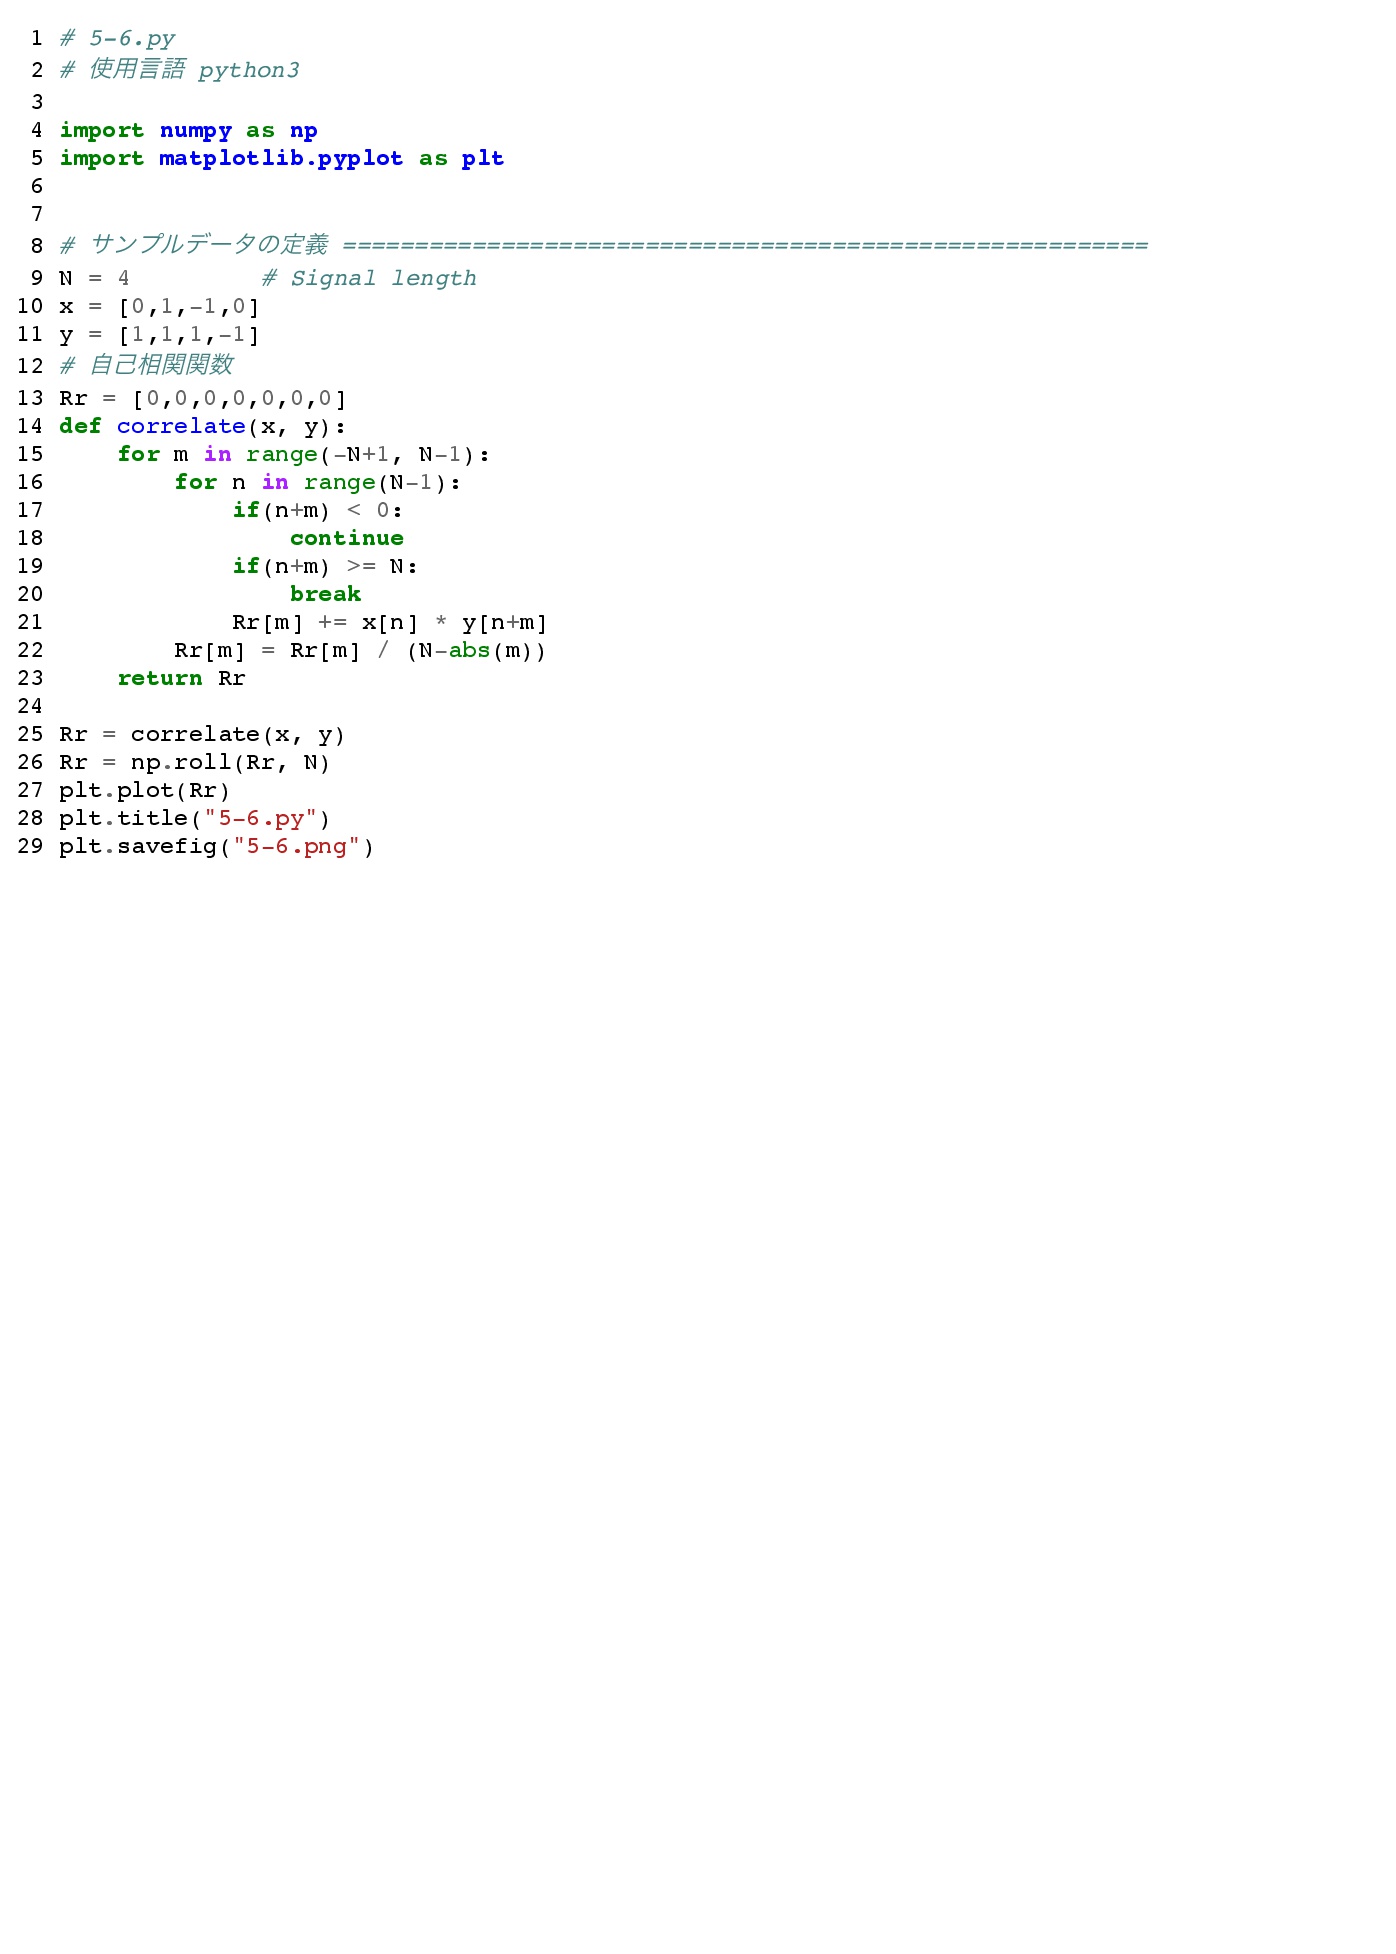 1 # 5-6.py
2 # 使用言語 python3
3
4 import numpy as np
5 import matplotlib.pyplot as plt
6
7
8 # サンプルデータの定義 ========================================================
9 N = 4         # Signal length
10 x = [0,1,-1,0]
11 y = [1,1,1,-1]
12 # 自己相関関数
13 Rr = [0,0,0,0,0,0,0]
14 def correlate(x, y):
15     for m in range(-N+1, N-1):
16         for n in range(N-1):
17             if(n+m) < 0:
18                 continue
19             if(n+m) >= N:
20                 break
21             Rr[m] += x[n] * y[n+m]
22         Rr[m] = Rr[m] / (N-abs(m))
23     return Rr
24
25 Rr = correlate(x, y)
26 Rr = np.roll(Rr, N)
27 plt.plot(Rr)
28 plt.title("5-6.py")
29 plt.savefig("5-6.png")